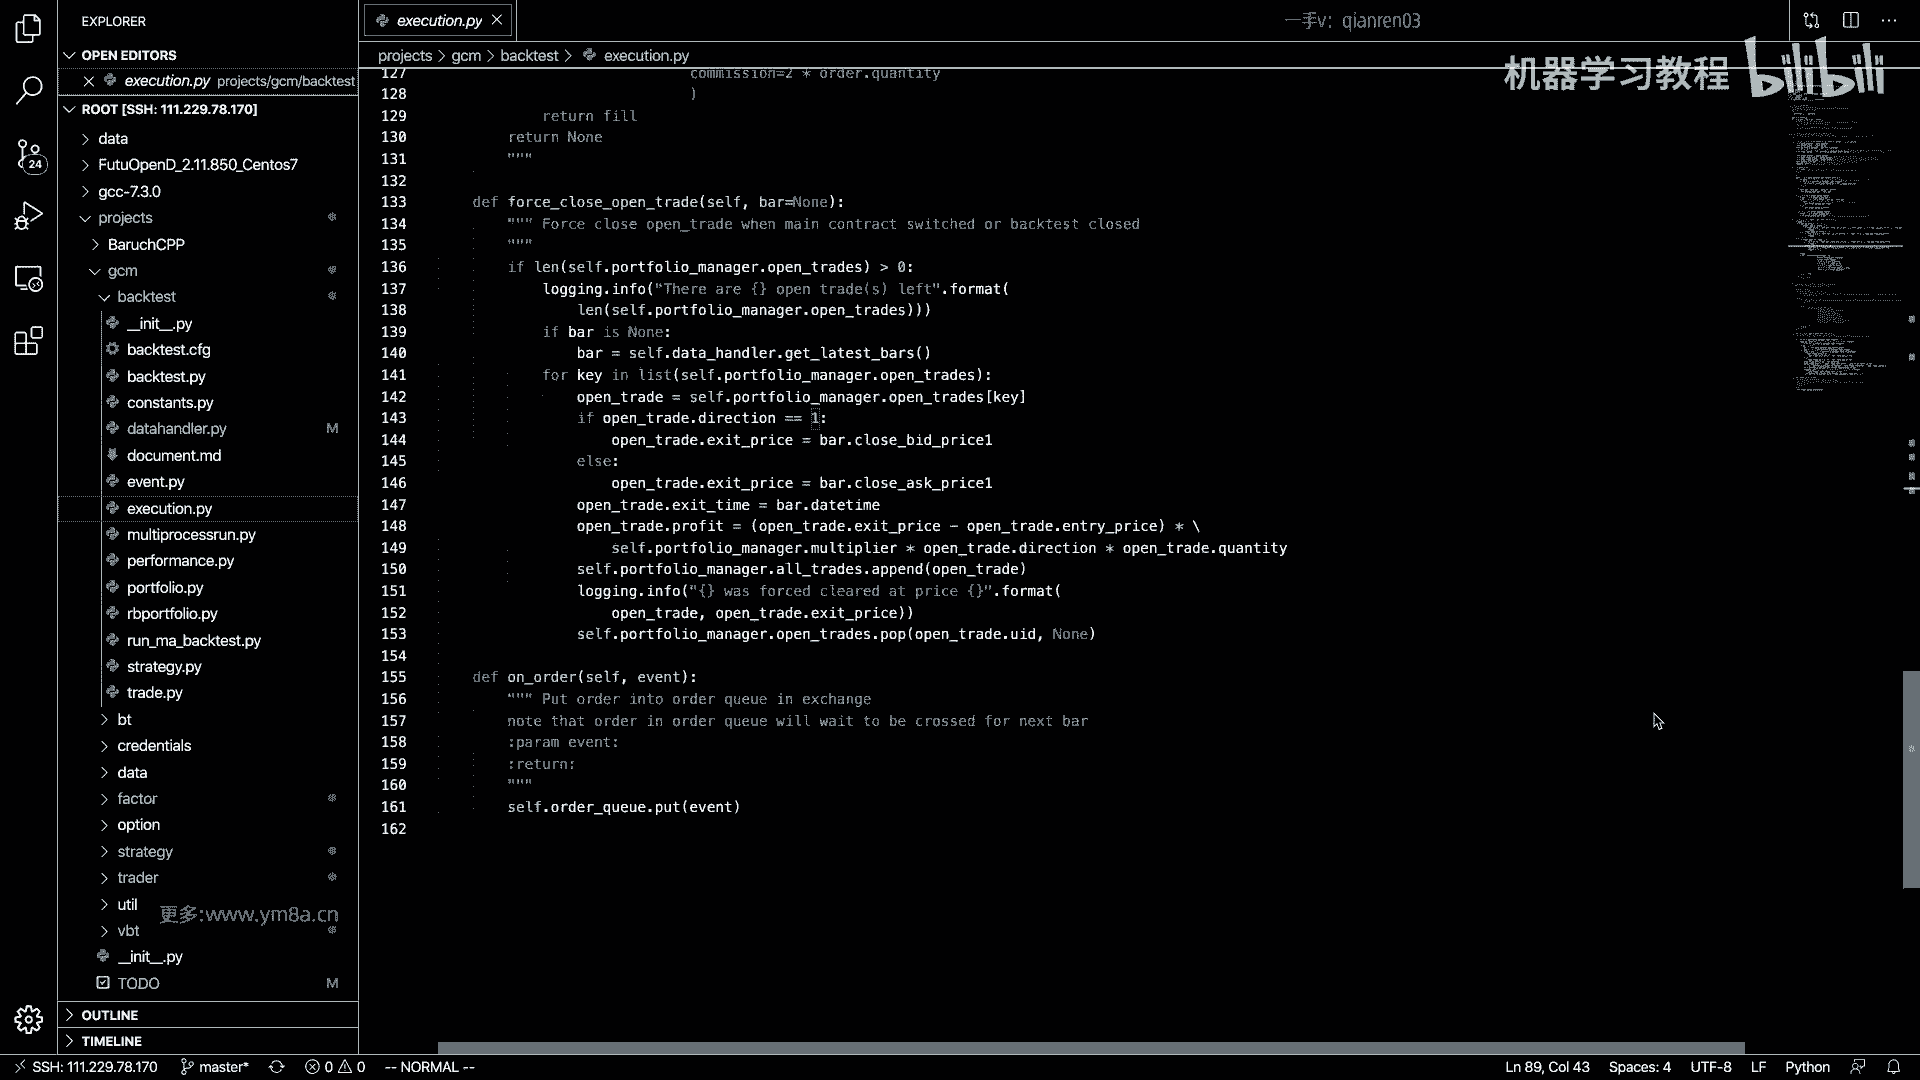 EXPLORER
OPEN EDITORS
execution.py projects/gcm/backtest
ROOT [SSH: 111.229.78.170]
data
FutuOpenD_2.11.850_Centos7
gcc-7.3.0
projects
BaruchCPP
gcm
backtest
__init__.py
backtest.cfg
backtest.py
constants.py
datahandler.py M
document.md
event.py
execution.py
multiprocessrun.py
performance.py
portfolio.py
rbportfolio.py
run_ma_backtest.py
strategy.py
trade.py
bt
credentials
data
factor
option
strategy
trader
util
更多:www.ym8a.cn
vbt
__init__.py
TODO M
OUTLINE
TIMELINE
24
execution.py
一手v: qianren03
projects > gcm > backtest > execution.py
机器学习教程 bilibili
127 commission=2 * order.quantity
128 )
129 return fill
130 return None
131 """
132
133 def force_close_open_trade(self, bar=None):
134 """ Force close open_trade when main contract switched or backtest closed
135 """
136 if len(self.portfolio_manager.open_trades) > 0:
137 logging.info("There are {} open trade(s) left".format(
138 len(self.portfolio_manager.open_trades)))
139 if bar is None:
140 bar = self.data_handler.get_latest_bars()
141 for key in list(self.portfolio_manager.open_trades):
142 open_trade = self.portfolio_manager.open_trades[key]
143 if open_trade.direction == 1:
144 open_trade.exit_price = bar.close_bid_price1
145 else:
146 open_trade.exit_price = bar.close_ask_price1
147 open_trade.exit_time = bar.datetime
148 open_trade.profit = (open_trade.exit_price - open_trade.entry_price) * \
149 self.portfolio_manager.multiplier * open_trade.direction * open_trade.quantity
150 self.portfolio_manager.all_trades.append(open_trade)
151 logging.info("{} was forced cleared at price {}".format(
152 open_trade, open_trade.exit_price))
153 self.portfolio_manager.open_trades.pop(open_trade.uid, None)
154
155 def on_order(self, event):
156 """ Put order into order queue in exchange
157 note that order in order queue will wait to be crossed for next bar
158 :param event:
159 :return:
160 """
161 self.order_queue.put(event)
162
SSH: 111.229.78.170 master* 0 0 -- NORMAL -- Ln 89, Col 43 Spaces: 4 UTF-8 LF Python